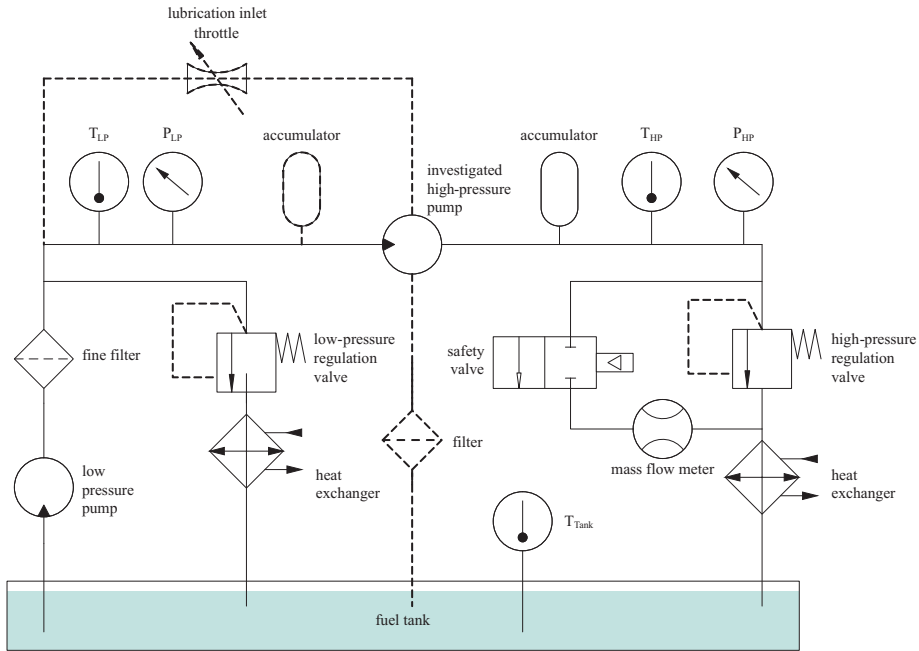 lubrication inlet
throttle
T_LP
P_LP
accumulator
investigated
high-pressure
pump
accumulator
T_HP
P_HP
fine filter
low-pressure
regulation
valve
safety
valve
high-pressure
regulation
valve
low
pressure
pump
heat
exchanger
filter
mass flow meter
heat
exchanger
T_Tank
fuel tank